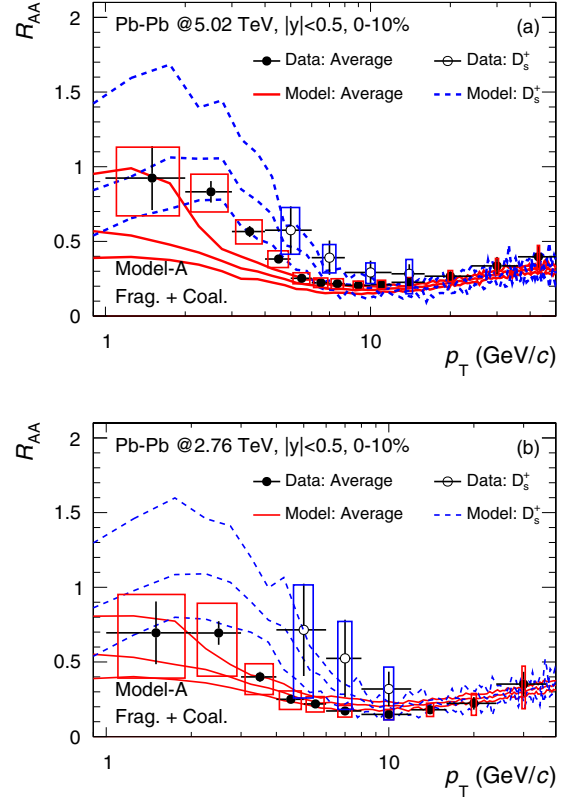 R_AA
Pb-Pb @5.02 TeV, |y|<0.5, 0-10% (a)
Data: Average Data: D_s^+
Model: Average Model: D_s^+
2
1.5
1
0.5
0
Model-A
Frag. + Coal.
1 10
p_T (GeV/c)
R_AA
Pb-Pb @2.76 TeV, |y|<0.5, 0-10% (b)
Data: Average Data: D_s^+
Model: Average Model: D_s^+
2
1.5
1
0.5
0
Model-A
Frag. + Coal.
1 10
p_T (GeV/c)